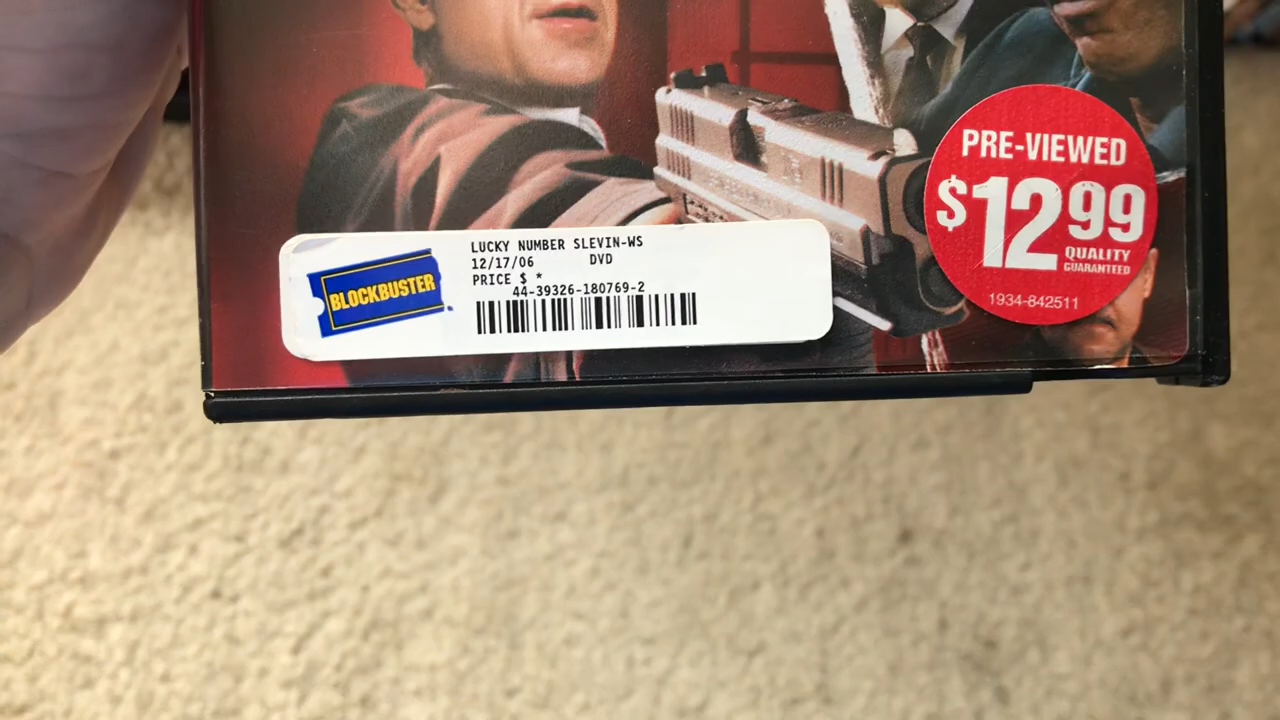 LUCKY NUMBER SLEVIN-WS
12/17/06 DVD
PRICE $ *
44-39326-180769-2
BLOCKBUSTER
PRE-VIEWED
$12 99
QUALITY
GUARANTEED
1934-842511